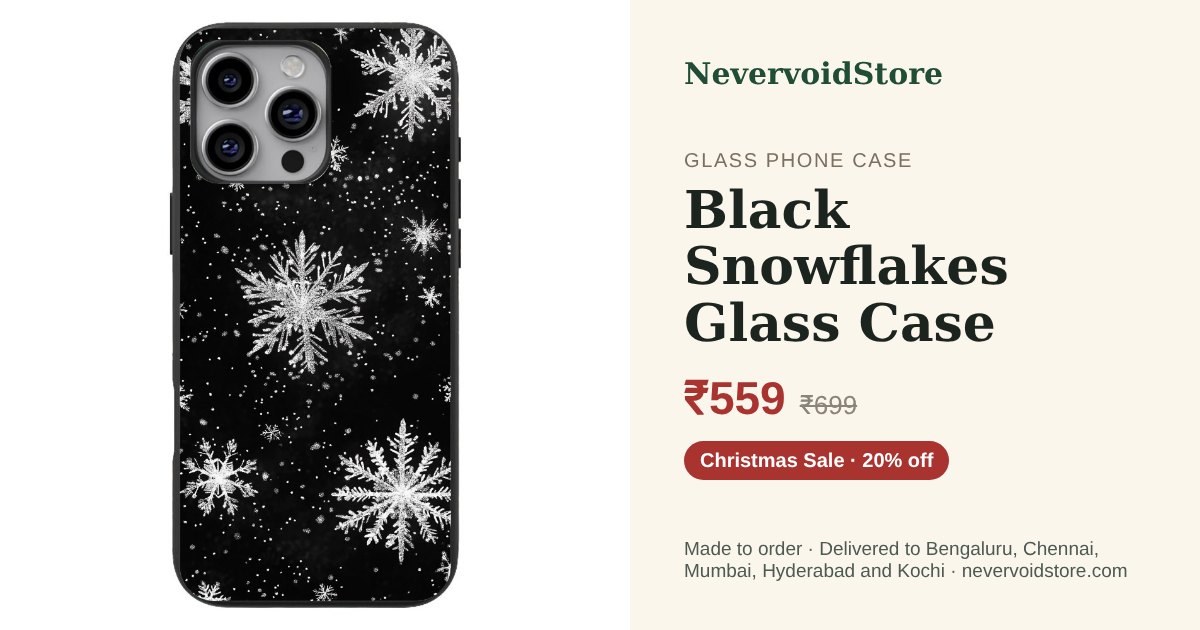 NevervoidStore
GLASS PHONE CASE
Black
Snowflakes
Glass Case
₹559 ₹699
Christmas Sale · 20% off
Made to order · Delivered to Bengaluru, Chennai,
Mumbai, Hyderabad and Kochi · nevervoidstore.com